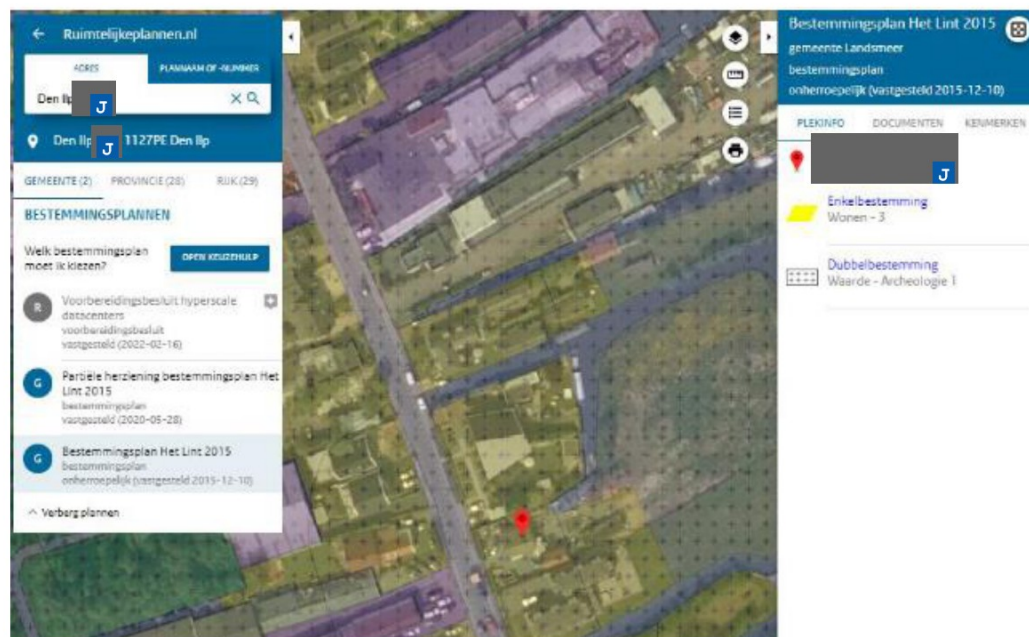 Ruimtelijkeplannen.nl
ADRES
PLANNAAM OF -NUMMER
Den Ilp
J
Den Ilp J 1127PE Den Ilp
GEMEENTE (2) PROVINCIE (28) RIJK (29)
BESTEMMINGSPLANNEN
Welk bestemmingsplan
moet ik kiezen?
OPEN KEUZEHULP
R
Voorbereidingsbesluit hyperscale
datacenters
voorbereidingsbesluit
vastgesteld (2022-02-16)
G
Partiële herziening bestemmingsplan Het
Lint 2015
bestemmingsplan
vastgesteld (2020-05-28)
G
Bestemmingsplan Het Lint 2015
bestemmingsplan
onherroepelijk (vastgesteld 2015-12-10)
Verberg plannen
Bestemmingsplan Het Lint 2015
gemeente Landsmeer
bestemmingsplan
onherroepelijk (vastgesteld 2015-12-10)
PLEKINFO DOCUMENTEN KENMERKEN
J
Enkelbestemming
Wonen - 3
Dubbelbestemming
Waarde - Archeologie 1